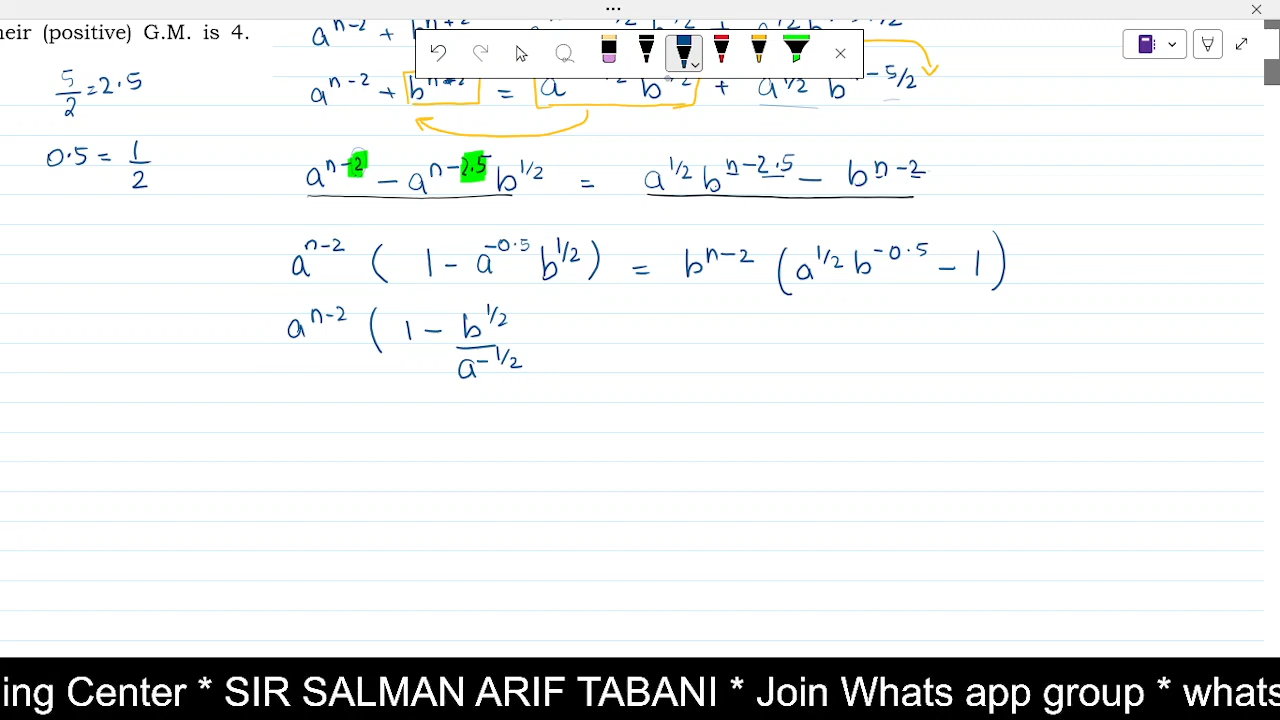 heir (positive) G.M. is 4.
a^{n-2} +
a^{n-2} + b^{n-2} = + a^{1/2} b^{n-5/2}
5/2 = 2.5
0.5 = 1/2
a^{n-2} - a^{n-2.5} b^{1/2} = a^{1/2} b^{n-2.5} - b^{n-2}
a^{n-2} ( 1 - a^{-0.5} b^{1/2} ) = b^{n-2} ( a^{1/2} b^{-0.5} - 1 )
a^{n-2} ( 1 - b^{1/2} / a^{-1/2}
ing Center * SIR SALMAN ARIF TABANI * Join Whats app group * whats